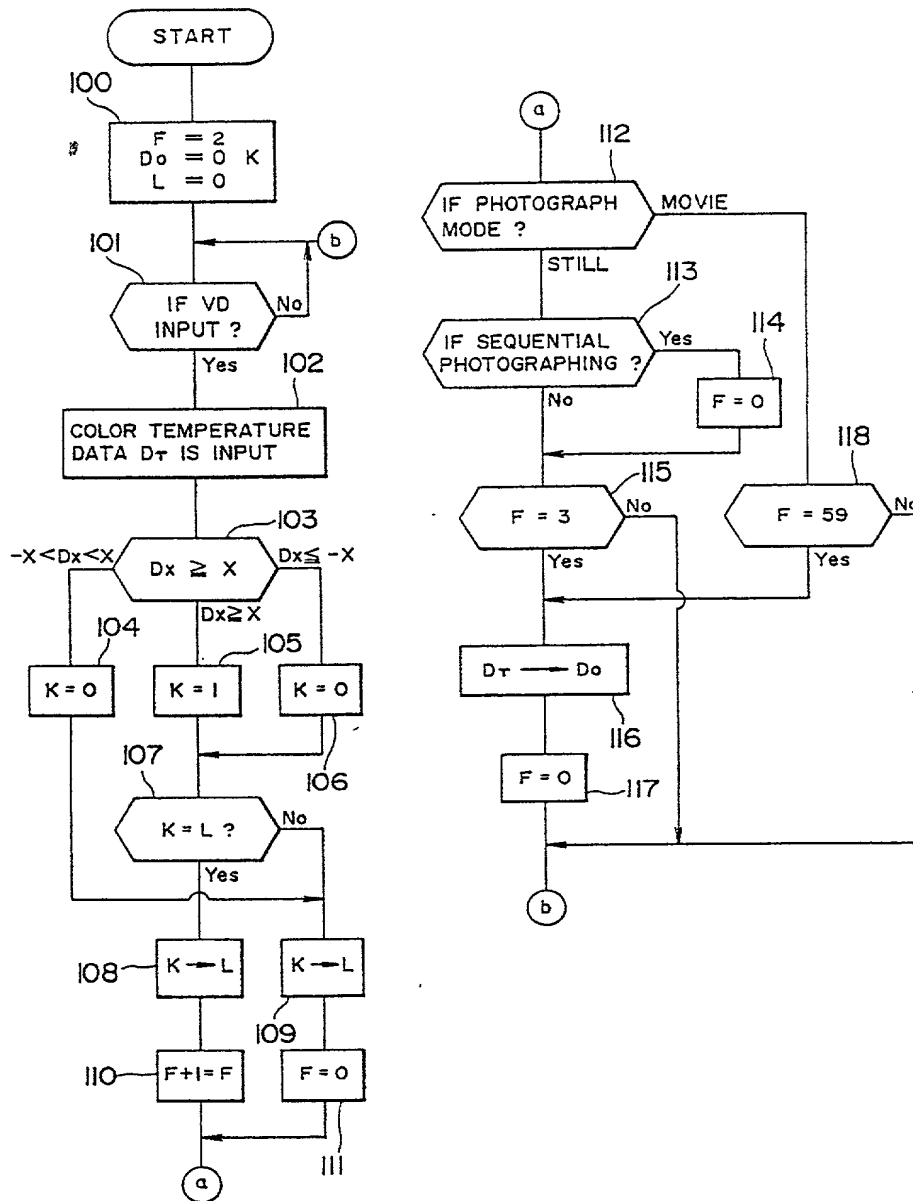 START
100
F = 2
Do = 0 K
L = 0
b
101
IF VD
INPUT ?
No
Yes
102
COLOR TEMPERATURE
DATA DT IS INPUT
103
-X<Dx<X
Dx ≧ X
Dx≦ -X
Dx≧X
104
K = 0
105
K = 1
K = 0
106
107
K = L ?
No
Yes
108
K → L
K → L
109
110
F+1=F
F = 0
111
a
a
112
IF PHOTOGRAPH
MODE ?
MOVIE
STILL
113
IF SEQUENTIAL
PHOTOGRAPHING ?
Yes
114
No
F = 0
115
F = 3
No
118
F = 59
No
Yes
Yes
DT → Do
116
F = 0
117
b